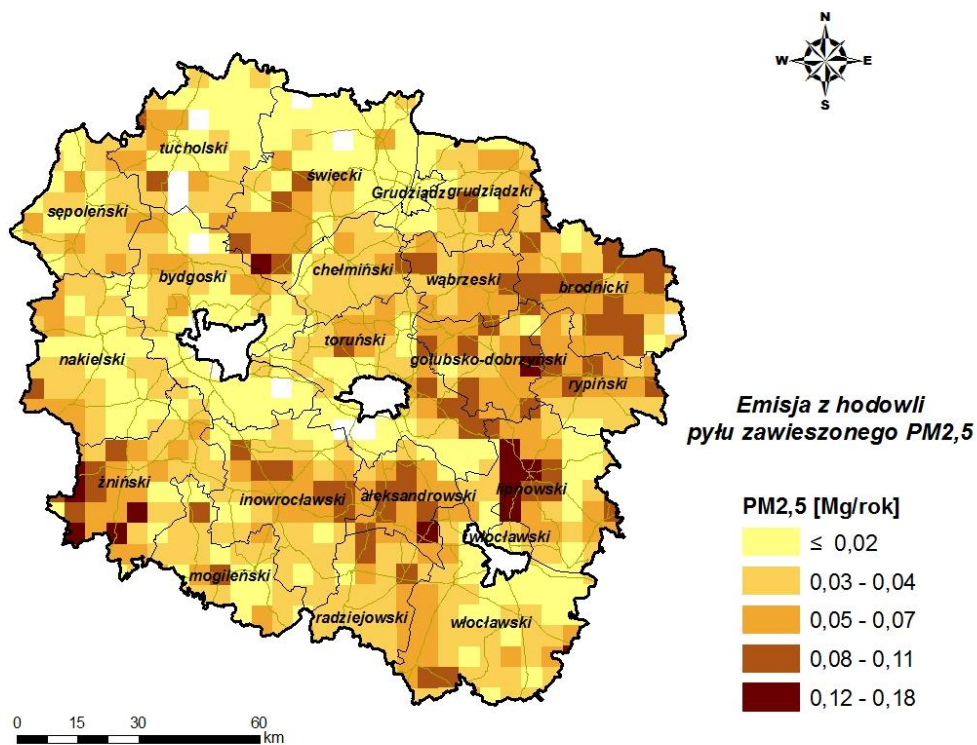 N
W E
S
tucholski
świecki
Grudziądz grudziądzki
sępoleński
bydgoski
chełmiński
wąbrzeski
brodnicki
nakielski
toruński
golubsko-dobrzyński
rypiński
Emisja z hodowli
pyłu zawieszonego PM2,5
żniński
inowrocławski
aleksandrowski
lipnowski
włocławski
mogileński
radziejowski
włocławski
PM2,5 [Mg/rok]
≤ 0,02
0,03 - 0,04
0,05 - 0,07
0,08 - 0,11
0,12 - 0,18
0 15 30 60
km